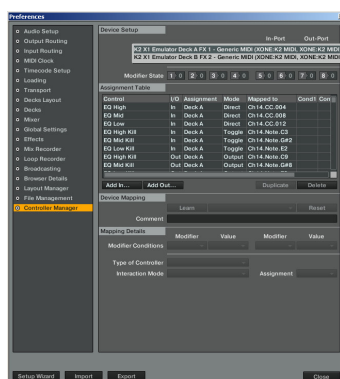 Preferences
Audio Setup
Output Routing
Input Routing
MIDI Clock
Timecode Setup
Loading
Transport
Decks Layout
Decks
Mixer
Global Settings
Effects
Mix Recorder
Loop Recorder
Broadcasting
Browser Details
Layout Manager
File Management
Controller Manager
Device Setup
In-Port Out-Port
K2 X1 Emulator Deck A FX 1 - Generic MIDI (XONE:K2 MIDI, XONE:K2 MIDI
K2 X1 Emulator Deck B FX 2 - Generic MIDI (XONE:K2 MIDI, XONE:K2 MIDI
Modifier State 1 0 2 0 3 0 4 0 5 0 6 0 7 0 8 0
Assignment Table
Control I/O Assignment Mode Mapped to Cond1 Con
EQ High In Deck A Direct Ch14.CC.004
EQ Mid In Deck A Direct Ch14.CC.008
EQ Low In Deck A Direct Ch14.CC.012
EQ High Kill In Deck A Toggle Ch14.Note.C3
EQ Mid Kill In Deck A Toggle Ch14.Note.G#2
EQ Low Kill In Deck A Toggle Ch14.Note.E2
EQ High Kill Out Deck A Output Ch14.Note.C9
EQ Mid Kill Out Deck A Output Ch14.Note.G#8
Add In... Add Out... Duplicate Delete
Device Mapping
Learn Reset
Comment
Mapping Details
Modifier Value Modifier Value
Modifier Conditions
Type of Controller
Interaction Mode Assignment
Setup Wizard Import Export Close